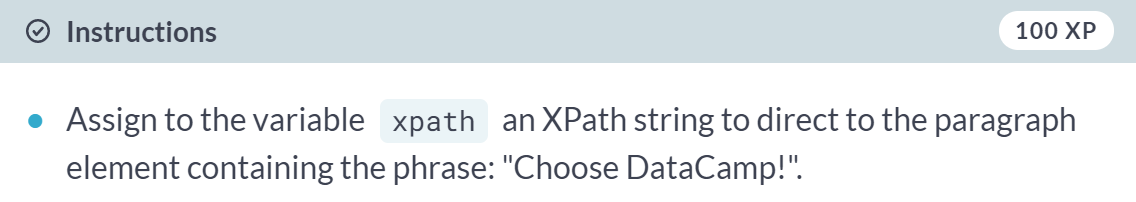 Instructions 100 XP
Assign to the variable xpath an XPath string to direct to the paragraph
element containing the phrase: "Choose DataCamp!".